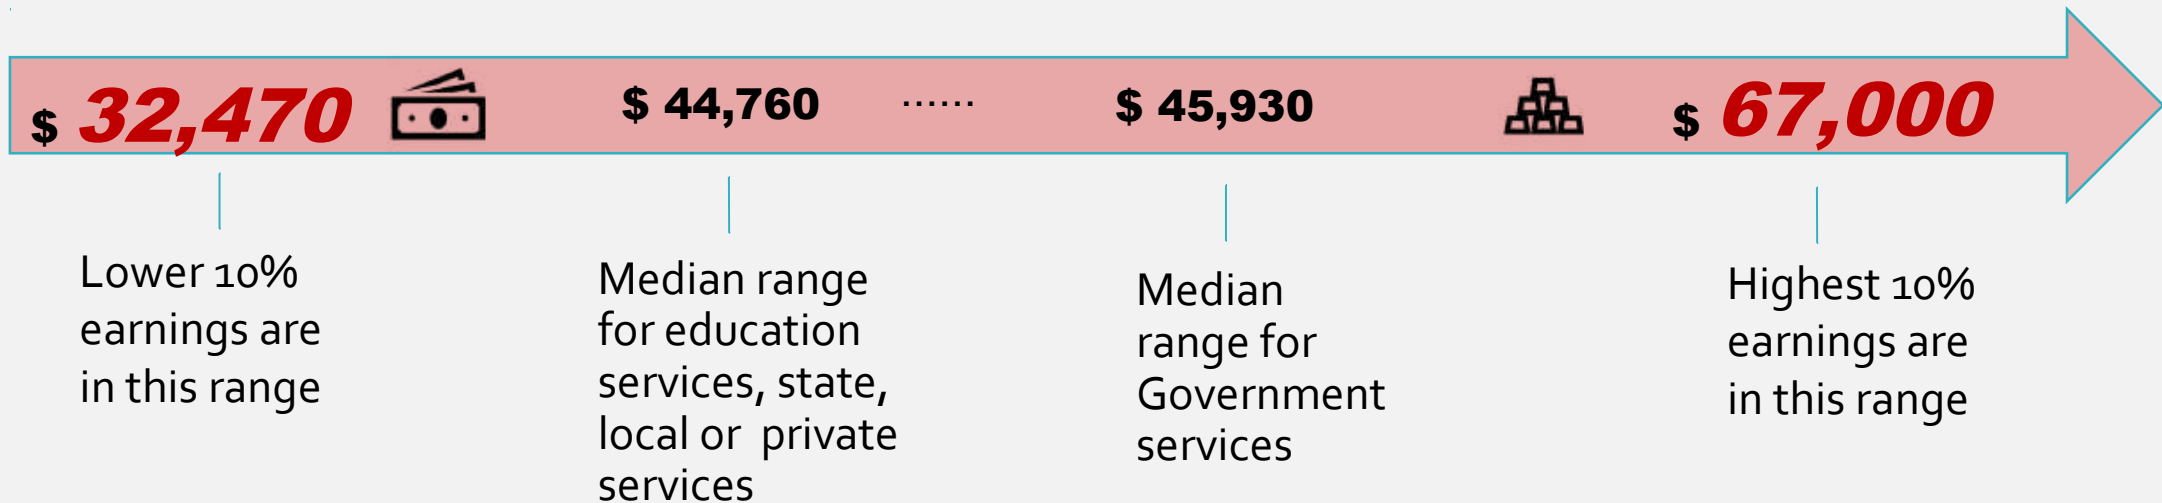 $ 32,470
$ 44,760
......
$ 45,930
$ 67,000
Lower 10%
earnings are
in this range
Median range
for education
services, state,
local or private
services
Median
range for
Government
services
Highest 10%
earnings are
in this range